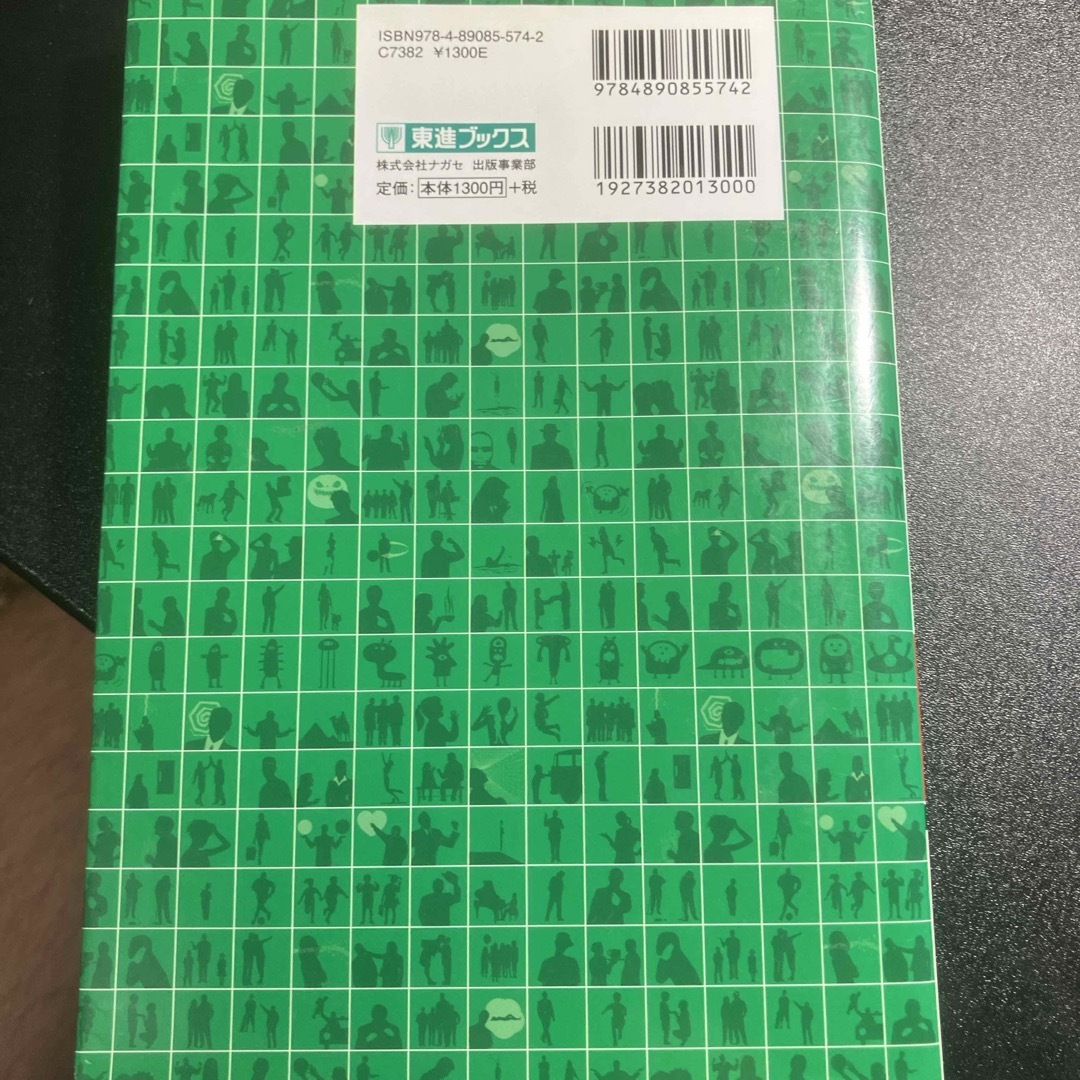 ISBN978-4-89085-574-2
C7382 ¥1300E
9784890855742
東進ブックス
株式会社ナガセ 出版事業部
定価: 本体1300円 +税
1927382013000